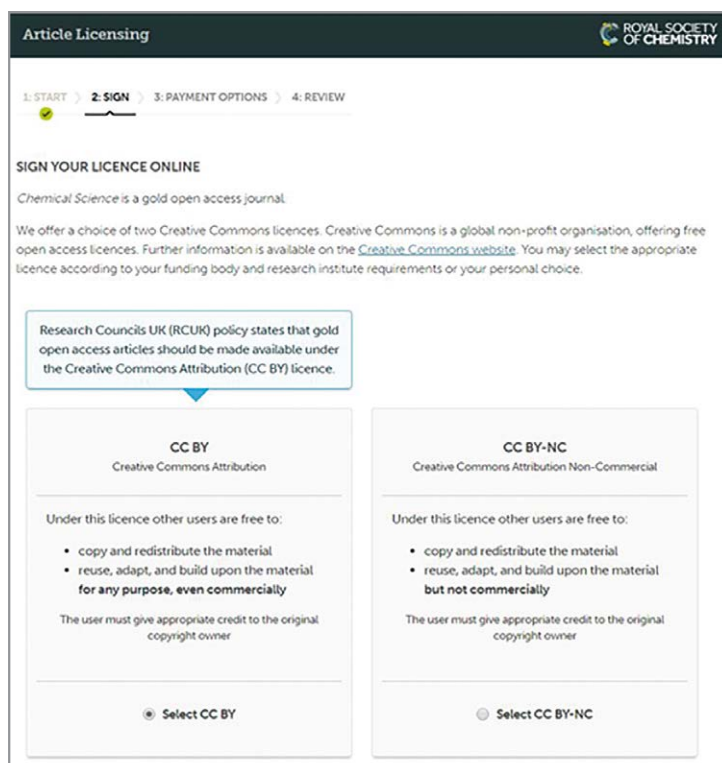 Article Licensing
ROYAL SOCIETY
OF CHEMISTRY
1: START 2: SIGN 3: PAYMENT OPTIONS 4: REVIEW
SIGN YOUR LICENCE ONLINE
Chemical Science is a gold open access journal.
We offer a choice of two Creative Commons licences. Creative Commons is a global non-profit organisation, offering free
open access licences. Further information is available on the Creative Commons website. You may select the appropriate
licence according to your funding body and research institute requirements or your personal choice.
Research Councils UK (RCUK) policy states that gold
open access articles should be made available under
the Creative Commons Attribution (CC BY) licence.
CC BY
Creative Commons Attribution
Under this licence other users are free to:
• copy and redistribute the material
• reuse, adapt, and build upon the material
for any purpose, even commercially
The user must give appropriate credit to the original
copyright owner
Select CC BY
CC BY-NC
Creative Commons Attribution Non-Commercial
Under this licence other users are free to:
• copy and redistribute the material
• reuse, adapt, and build upon the material
but not commercially
The user must give appropriate credit to the original
copyright owner
Select CC BY-NC